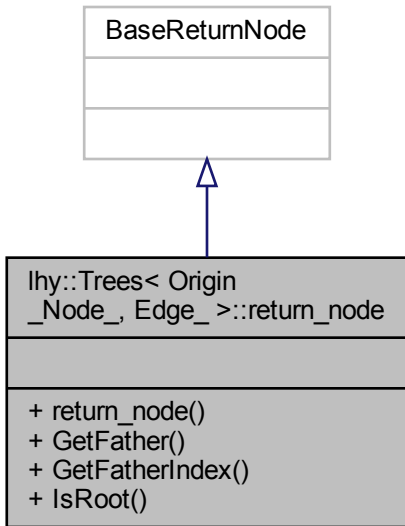 BaseReturnNode
lhy::Trees< Origin
_Node_, Edge_ >::return_node
+ return_node()
+ GetFather()
+ GetFatherIndex()
+ IsRoot()